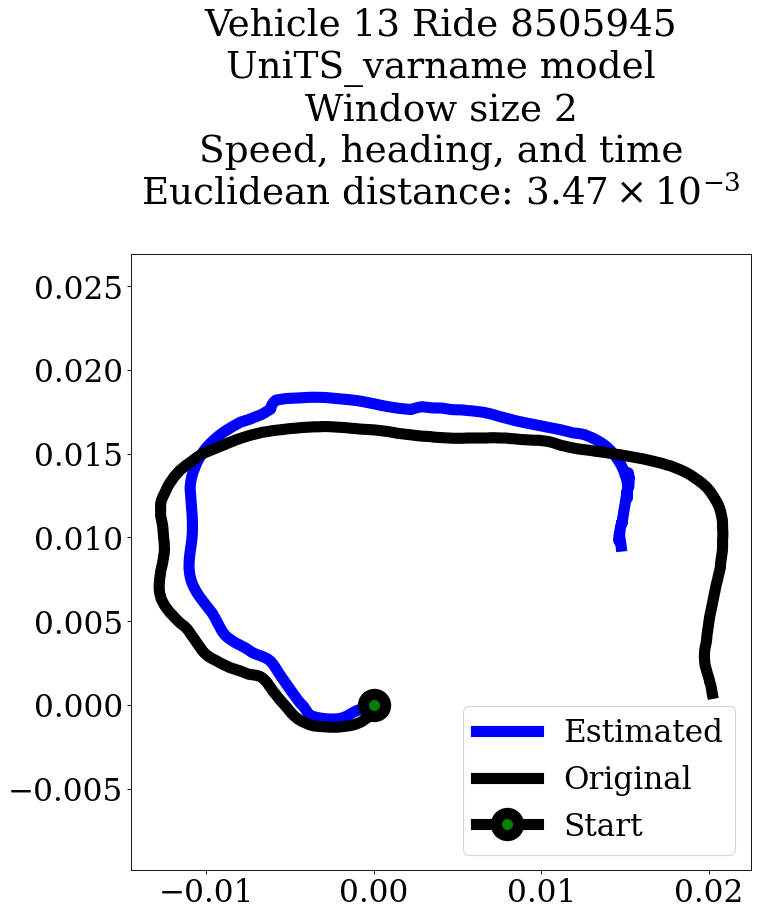 Vehicle 13 Ride 8505945
UniTS_varname model
Window size 2
Speed, heading, and time
Euclidean distance: 3.47 × 10⁻³
0.025
0.020
0.015
0.010
0.005
0.000
−0.005
−0.01 0.00 0.01 0.02
Estimated
Original
Start